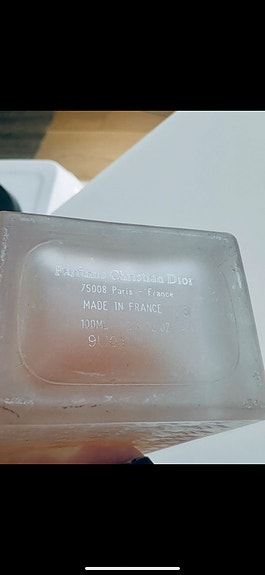 Parfums Christian Dior
75008 Paris - France
MADE IN FRANCE
100ML